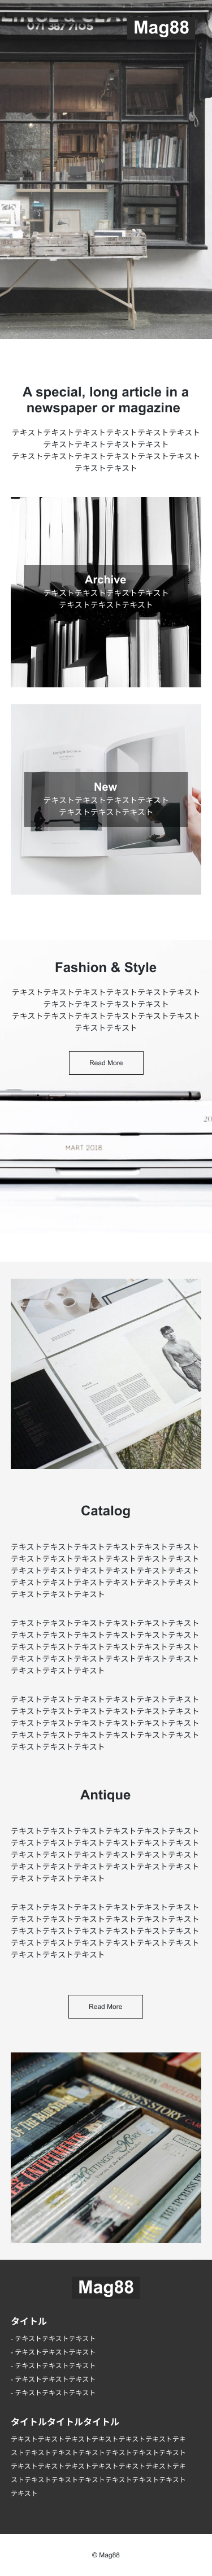 071 387 7105
Mag88
A special, long article in a
newspaper or magazine
テキストテキストテキストテキストテキストテキスト
テキストテキストテキストテキスト
テキストテキストテキストテキストテキストテキスト
テキストテキスト
Archive
テキストテキストテキストテキスト
テキストテキストテキスト
New
テキストテキストテキストテキスト
テキストテキストテキスト
Fashion & Style
テキストテキストテキストテキストテキストテキスト
テキストテキストテキストテキスト
テキストテキストテキストテキストテキストテキスト
テキストテキスト
Read More
MART 2018
Catalog
テキストテキストテキストテキストテキストテキスト
テキストテキストテキストテキストテキストテキスト
テキストテキストテキストテキストテキストテキスト
テキストテキストテキストテキストテキストテキスト
テキストテキストテキスト
テキストテキストテキストテキストテキストテキスト
テキストテキストテキストテキストテキストテキスト
テキストテキストテキストテキストテキストテキスト
テキストテキストテキストテキストテキストテキスト
テキストテキストテキスト
テキストテキストテキストテキストテキストテキスト
テキストテキストテキストテキストテキストテキスト
テキストテキストテキストテキストテキストテキスト
テキストテキストテキストテキストテキストテキスト
テキストテキストテキスト
Antique
テキストテキストテキストテキストテキストテキスト
テキストテキストテキストテキストテキストテキスト
テキストテキストテキストテキストテキストテキスト
テキストテキストテキストテキストテキストテキスト
テキストテキストテキスト
テキストテキストテキストテキストテキストテキスト
テキストテキストテキストテキストテキストテキスト
テキストテキストテキストテキストテキストテキスト
テキストテキストテキストテキストテキストテキスト
テキストテキストテキスト
Read More
Mag88
タイトル
- テキストテキストテキスト
- テキストテキストテキスト
- テキストテキストテキスト
- テキストテキストテキスト
- テキストテキストテキスト
タイトルタイトルタイトル
テキストテキストテキストテキストテキストテキストテキ
ストテキストテキストテキストテキストテキストテキスト
テキストテキストテキストテキストテキストテキストテキ
ストテキストテキストテキストテキストテキストテキスト
テキスト
© Mag88